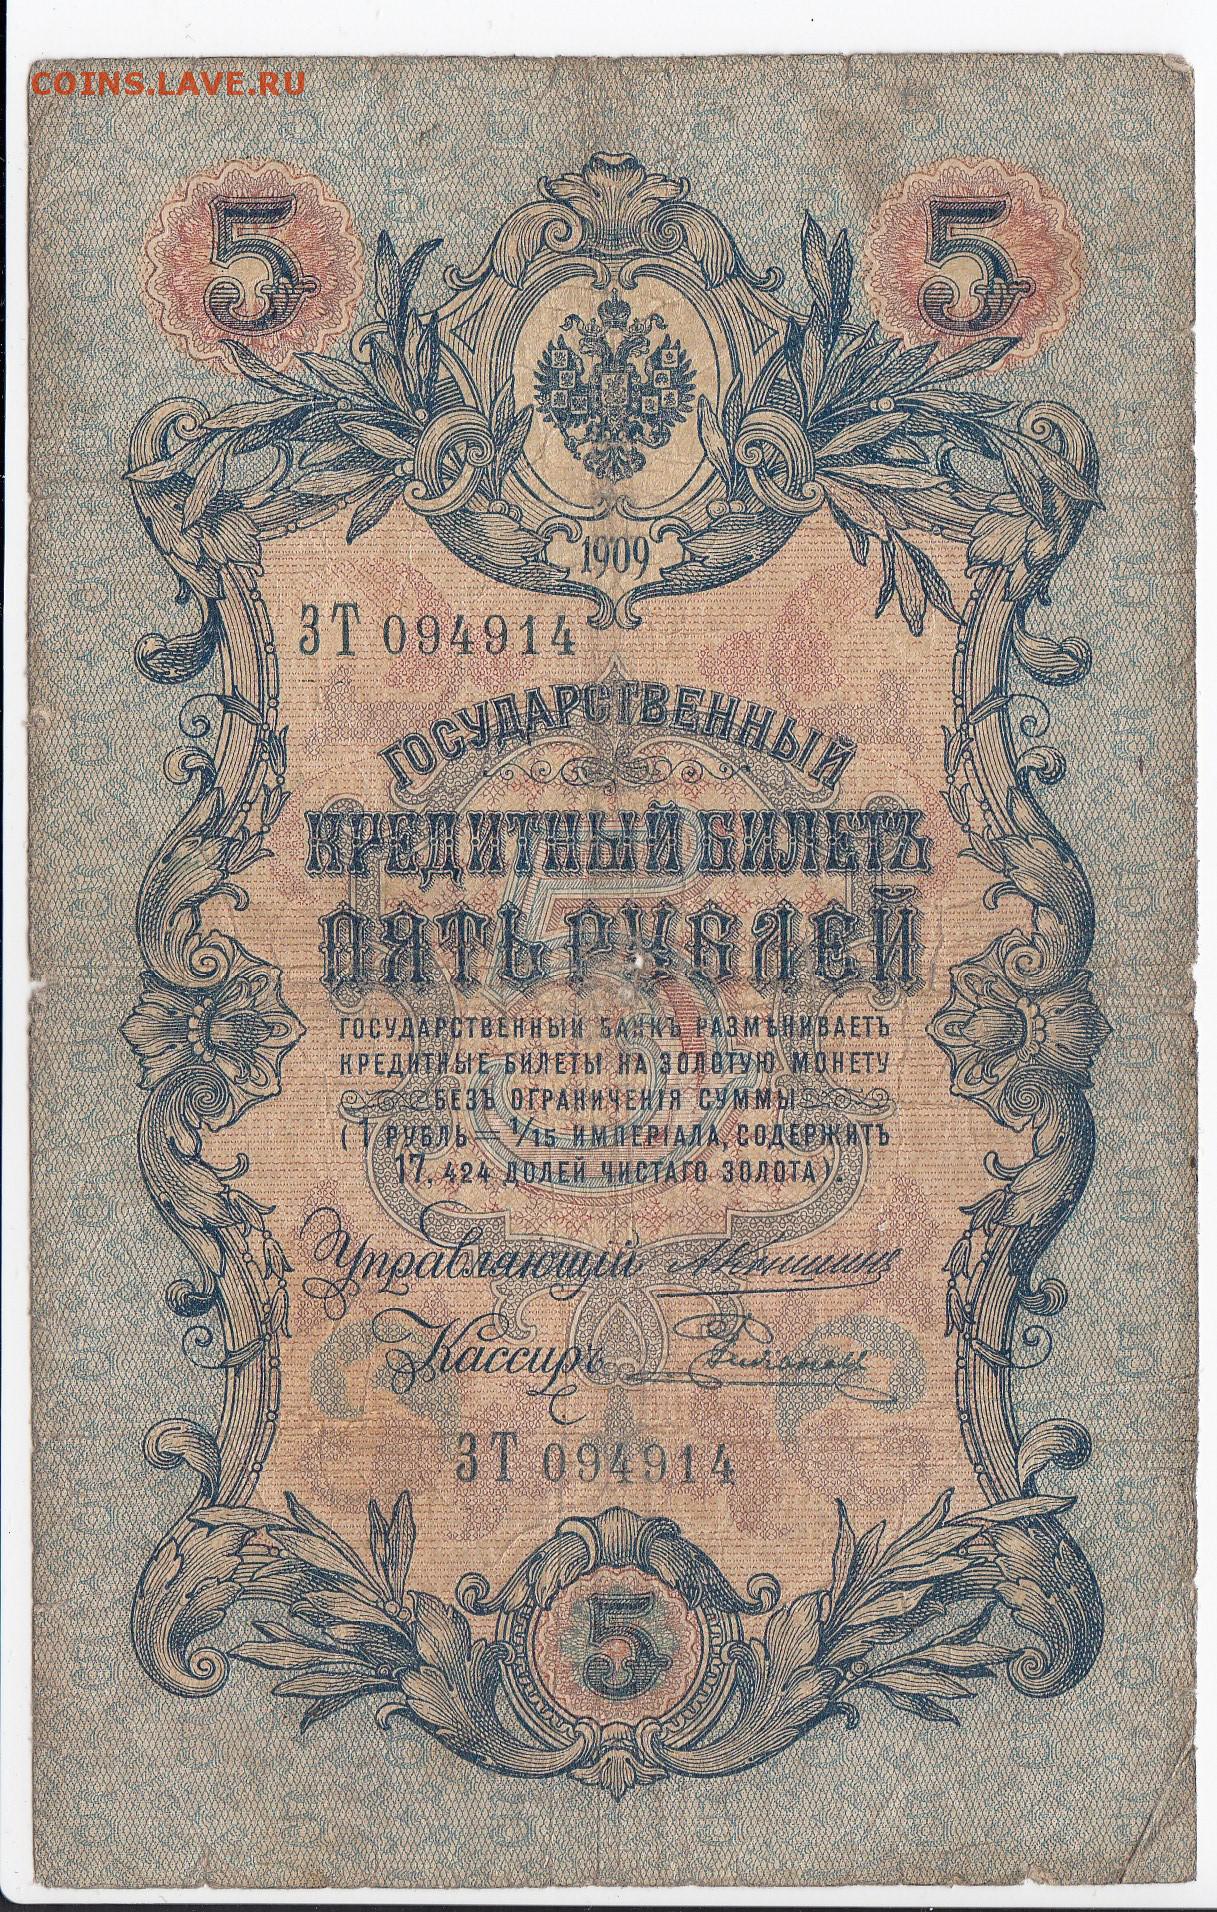 COINS.LAVE.RU
5 5
1909
ЗТ 094914
ГОСУДАРСТВЕННЫЙ
КРЕДИТНЫЙ БИЛЕТЪ
ПЯТЬ РУБЛЕЙ
ГОСУДАРСТВЕННЫЙ БАНКЪ РАЗМѢНИВАЕТЪ
КРЕДИТНЫЕ БИЛЕТЫ НА ЗОЛОТУЮ МОНЕТУ
БЕЗЪ ОГРАНИЧЕНІЯ СУММЫ
(1 РУБЛЬ = 1/15 ИМПЕРІАЛА, СОДЕРЖИТЪ
17,424 ДОЛЕЙ ЧИСТАГО ЗОЛОТА).
Управляющій АКоншинъ
Кассиръ
ЗТ 094914
5